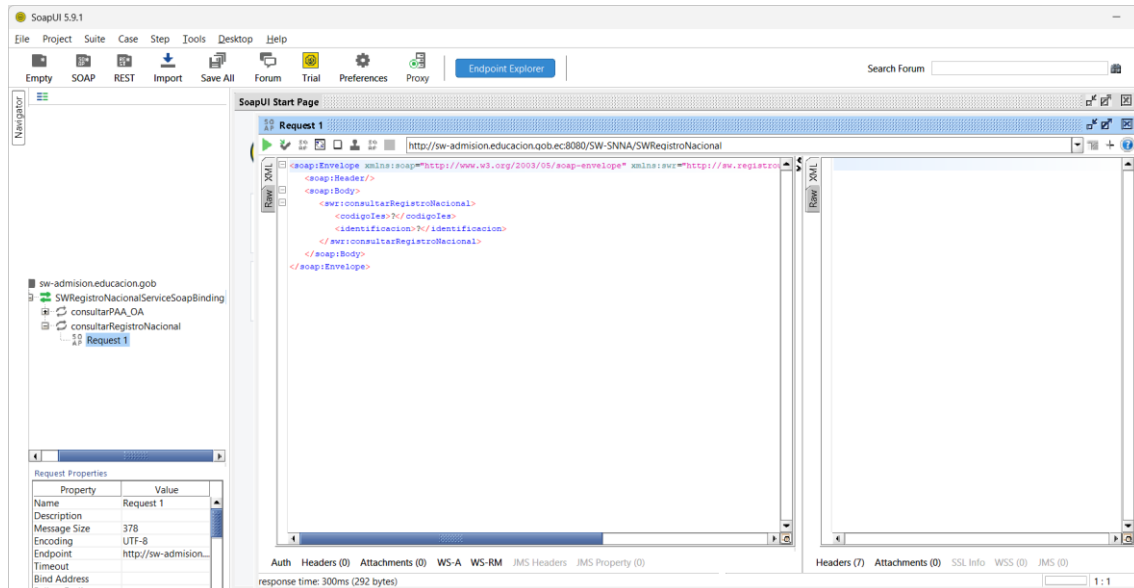 SoapUI 5.9.1
File Project Suite Case Step Tools Desktop Help
Empty SOAP REST Import Save All Forum Trial Preferences Proxy Endpoint Explorer Search Forum
Navigator
SoapUI Start Page
Request 1
http://sw-admision.educacion.gob.ec:8080/SW-SNNA/SWRegistroNacional
XML
Raw
<soap:Envelope xmlns:soap="http://www.w3.org/2003/05/soap-envelope" xmlns:swr="http://sw.registro
<soap:Header/>
<soap:Body>
<swr:consultarRegistroNacional>
<codigoIes>?</codigoIes>
<identificacion>?</identificacion>
</swr:consultarRegistroNacional>
</soap:Body>
</soap:Envelope>
XML
Raw
sw-admision.educacion.gob
SWRegistroNacionalServiceSoapBinding
consultarPAA_OA
consultarRegistroNacional
Request 1
Request Properties
Property Value
Name Request 1
Description
Message Size 378
Encoding UTF-8
Endpoint http://sw-admision...
Timeout
Bind Address
Auth Headers (0) Attachments (0) WS-A WS-RM JMS Headers JMS Property (0)
Headers (7) Attachments (0) SSL Info WSS (0) JMS (0)
response time: 300ms (292 bytes)
1 : 1